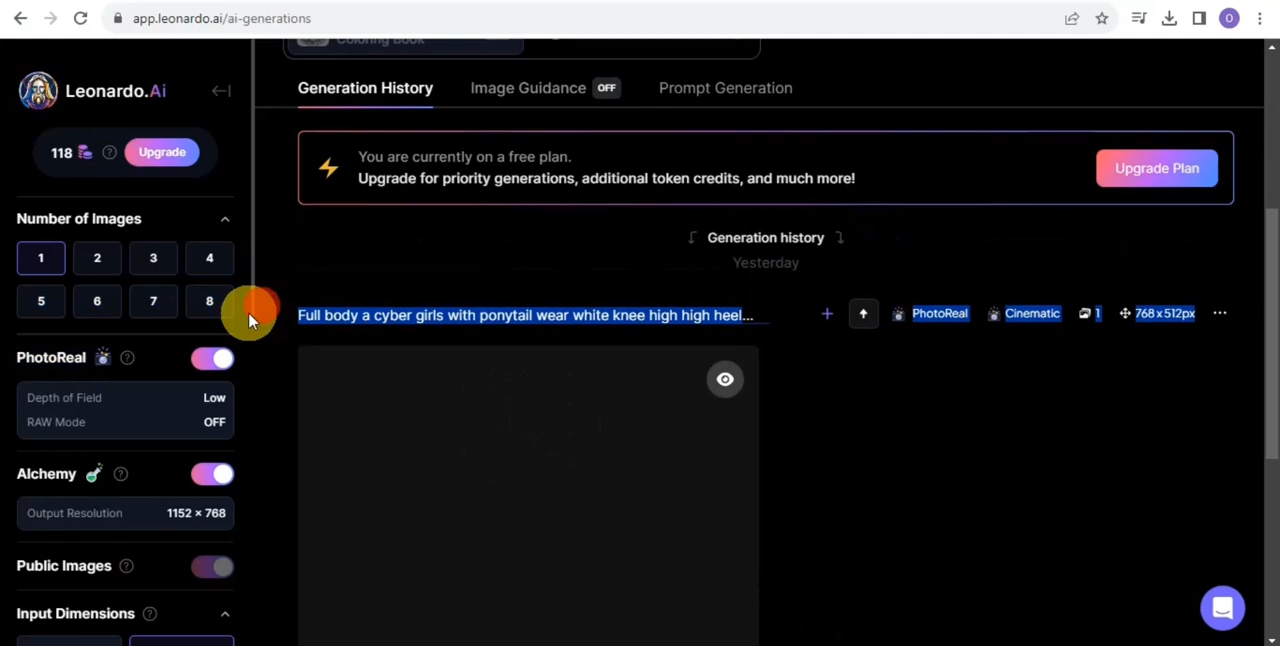 app.leonardo.ai/ai-generations
O
Coloring Book
Leonardo.Ai
118 Upgrade
Number of Images
1 2 3 4
5 6 7 8
PhotoReal
Depth of Field Low
RAW Mode OFF
Alchemy
Output Resolution 1152 × 768
Public Images
Input Dimensions
Generation History Image Guidance OFF Prompt Generation
You are currently on a free plan.
Upgrade for priority generations, additional token credits, and much more!
Upgrade Plan
Generation history
Yesterday
Full body a cyber girls with ponytail wear white knee high high heel... PhotoReal Cinematic 1 768 x 512px